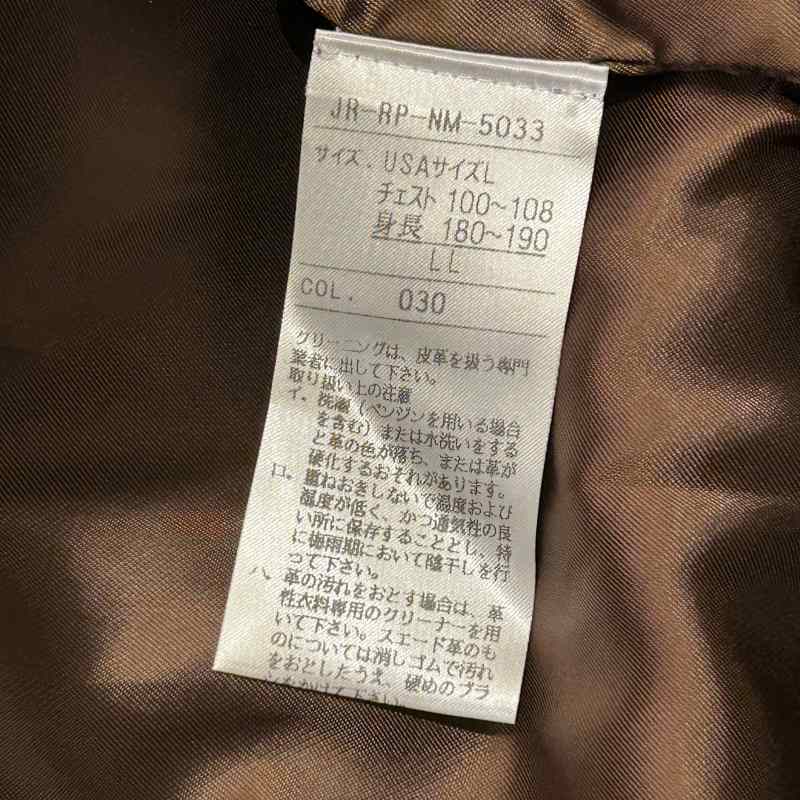 JR-RP-NM-5033
サイズ. USAサイズL
チェスト 100~108
身長 180~190
LL
COL. 030
クリーニングは、皮革を扱う専門
業者に出して下さい。
取り扱い上の注意
イ. 洗濯（ベンジンを用いる場合
を含む）または水洗いをする
と革の色が落ち、または革が
硬化するおそれがあります。
ロ. 重ねおきしないで温度および
湿度が低く、かつ通気性の良
い所に保存することとし、特
に梅雨期において陰干しを行
って下さい。
ハ. 革の汚れをおとす場合は、革
性衣料専用のクリーナーを用
いて下さい。スエード革のも
のについては消しゴムで汚れ
をおとしたうえ、硬めのブラ
をかけて下さい。